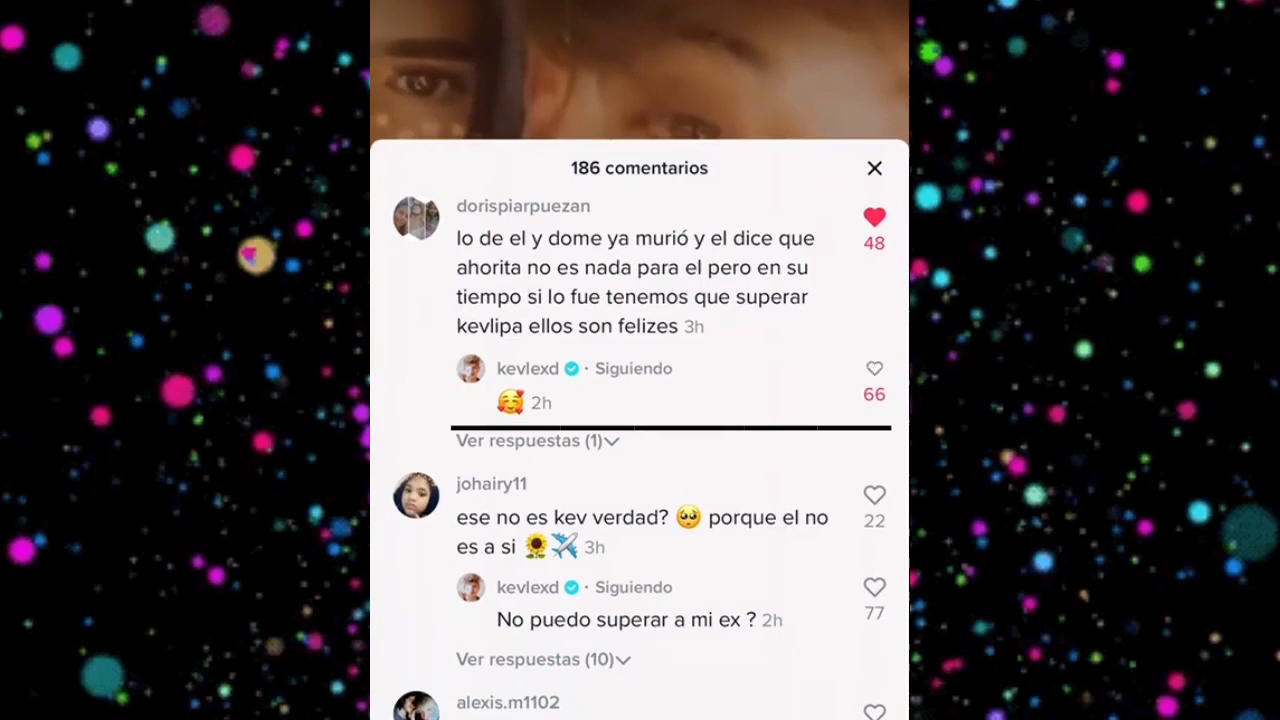 186 comentarios
dorispiarpuezan
lo de el y dome ya murió y el dice que
ahorita no es nada para el pero en su
tiempo si lo fue tenemos que superar
kevlipa ellos son felizes 3h
48
kevlexd · Siguiendo
🥰 2h
66
Ver respuestas (1)
johairy11
ese no es kev verdad? 🥺 porque el no
es a si 🌻✈️ 3h
22
kevlexd · Siguiendo
No puedo superar a mi ex ? 2h
77
Ver respuestas (10)
alexis.m1102